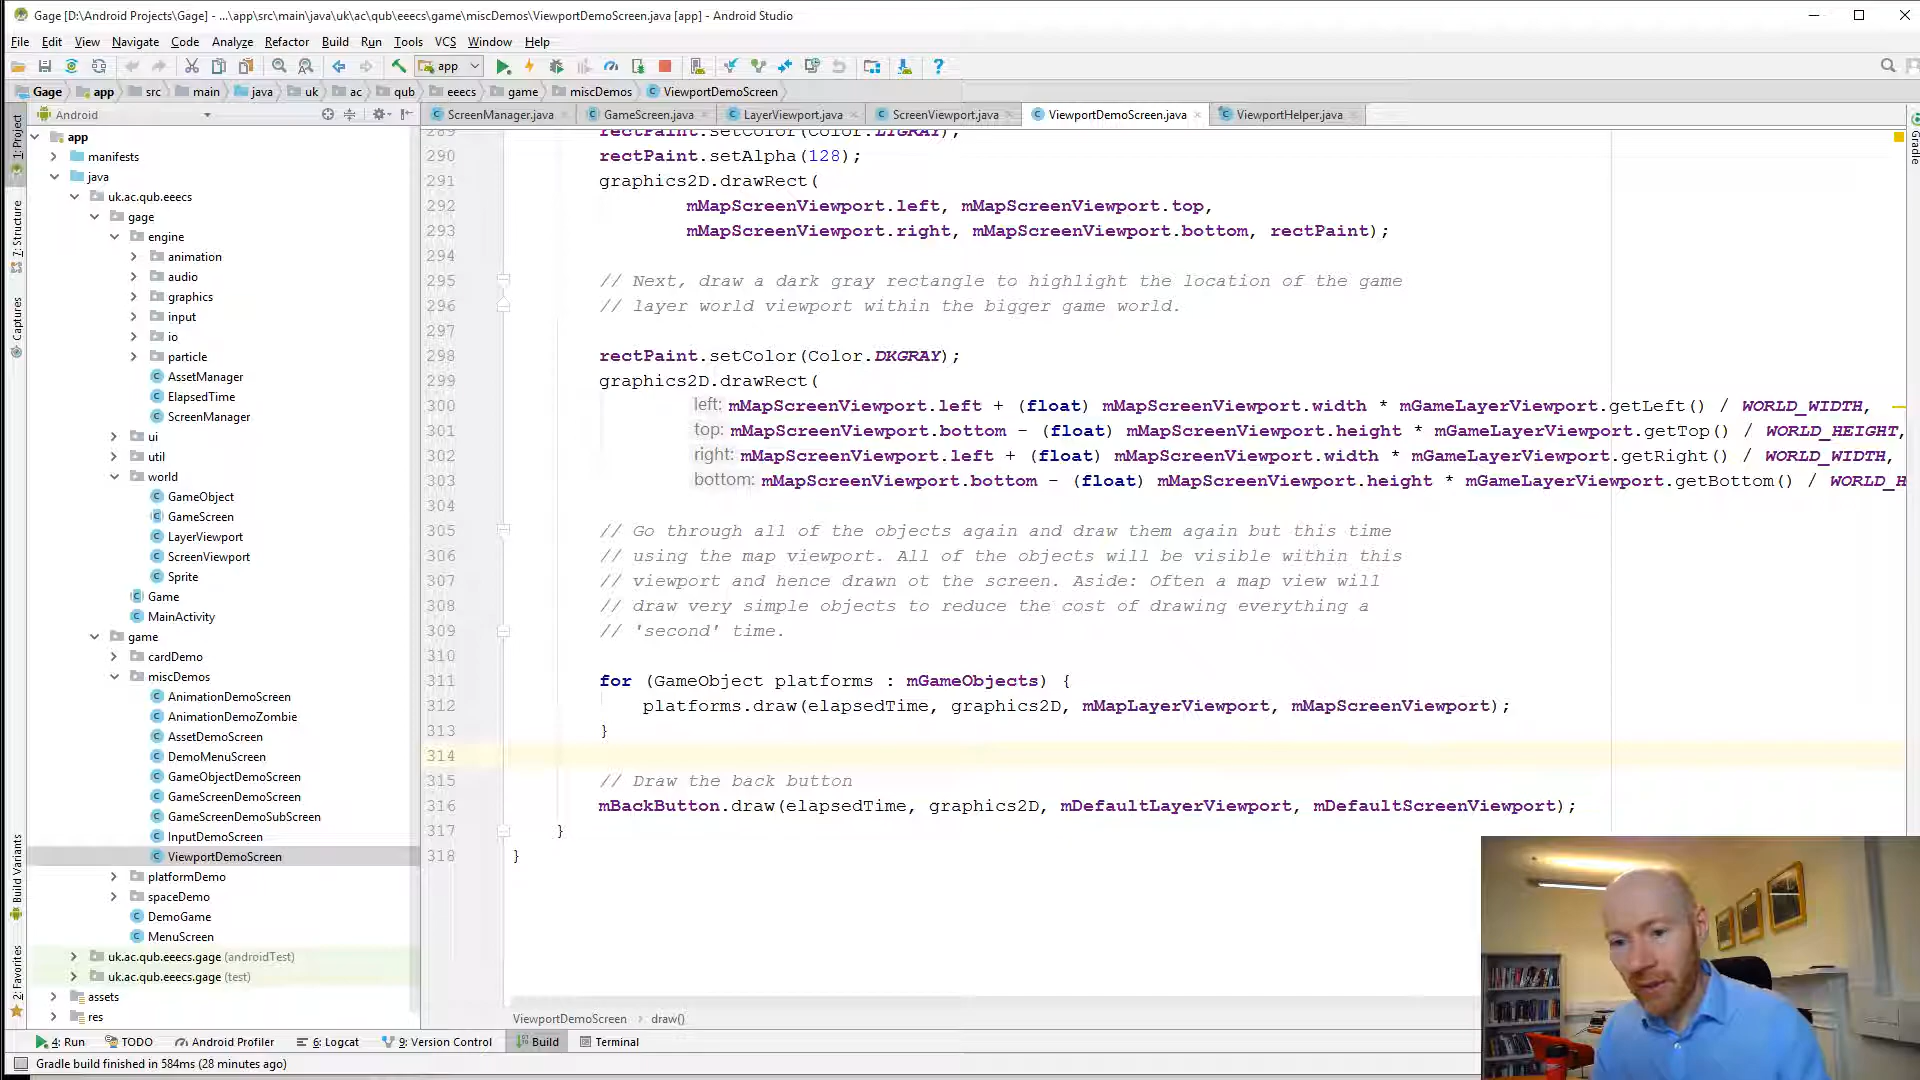 Gage [D:\Android Projects\Gage] - ...\app\src\main\java\uk\ac\qub\eeecs\game\miscDemos\ViewportDemoScreen.java [app] - Android Studio
File Edit View Navigate Code Analyze Refactor Build Run Tools VCS Window Help
app
Gage app src main java uk ac qub eeecs game miscDemos ViewportDemoScreen
Android
ScreenManager.java GameScreen.java LayerViewport.java ScreenViewport.java ViewportDemoScreen.java ViewportHelper.java
1: Project
7: Structure
Captures
Build Variants
2: Favorites
Gradle
app
manifests
java
uk.ac.qub.eeecs
gage
engine
animation
audio
graphics
input
io
particle
AssetManager
ElapsedTime
ScreenManager
ui
util
world
GameObject
GameScreen
LayerViewport
ScreenViewport
Sprite
Game
MainActivity
game
cardDemo
miscDemos
AnimationDemoScreen
AnimationDemoZombie
AssetDemoScreen
DemoMenuScreen
GameObjectDemoScreen
GameScreenDemoScreen
GameScreenDemoSubScreen
InputDemoScreen
ViewportDemoScreen
platformDemo
spaceDemo
DemoGame
MenuScreen
uk.ac.qub.eeecs.gage (androidTest)
uk.ac.qub.eeecs.gage (test)
assets
res
289 rectPaint.setColor(Color.LTGRAY);
290 rectPaint.setAlpha(128);
291 graphics2D.drawRect(
292 mMapScreenViewport.left, mMapScreenViewport.top,
293 mMapScreenViewport.right, mMapScreenViewport.bottom, rectPaint);
294
295 // Next, draw a dark gray rectangle to highlight the location of the game
296 // layer world viewport within the bigger game world.
297
298 rectPaint.setColor(Color.DKGRAY);
299 graphics2D.drawRect(
300 left: mMapScreenViewport.left + (float) mMapScreenViewport.width * mGameLayerViewport.getLeft() / WORLD_WIDTH,
301 top: mMapScreenViewport.bottom - (float) mMapScreenViewport.height * mGameLayerViewport.getTop() / WORLD_HEIGHT,
302 right: mMapScreenViewport.left + (float) mMapScreenViewport.width * mGameLayerViewport.getRight() / WORLD_WIDTH,
303 bottom: mMapScreenViewport.bottom - (float) mMapScreenViewport.height * mGameLayerViewport.getBottom() / WORLD_H
304
305 // Go through all of the objects again and draw them again but this time
306 // using the map viewport. All of the objects will be visible within this
307 // viewport and hence drawn ot the screen. Aside: Often a map view will
308 // draw very simple objects to reduce the cost of drawing everything a
309 // 'second' time.
310
311 for (GameObject platforms : mGameObjects) {
312 platforms.draw(elapsedTime, graphics2D, mMapLayerViewport, mMapScreenViewport);
313 }
314
315 // Draw the back button
316 mBackButton.draw(elapsedTime, graphics2D, mDefaultLayerViewport, mDefaultScreenViewport);
317 }
318 }
ViewportDemoScreen draw()
4: Run TODO Android Profiler 6: Logcat 9: Version Control Build Terminal
Gradle build finished in 584ms (28 minutes ago)